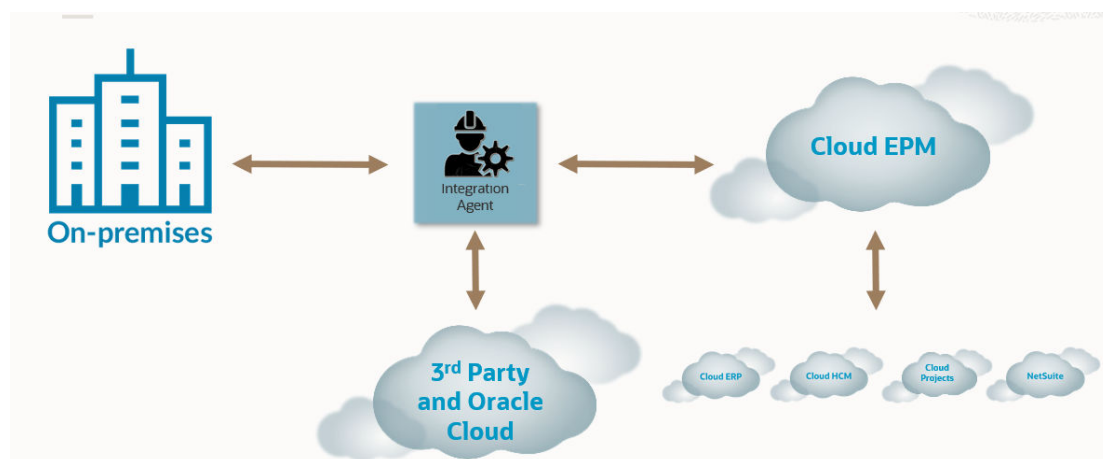 Cloud EPM
Integration
Agent
On-premises
3rd Party
and Oracle
Cloud
Cloud ERP
Cloud HCM
Cloud
Projects
NetSuite